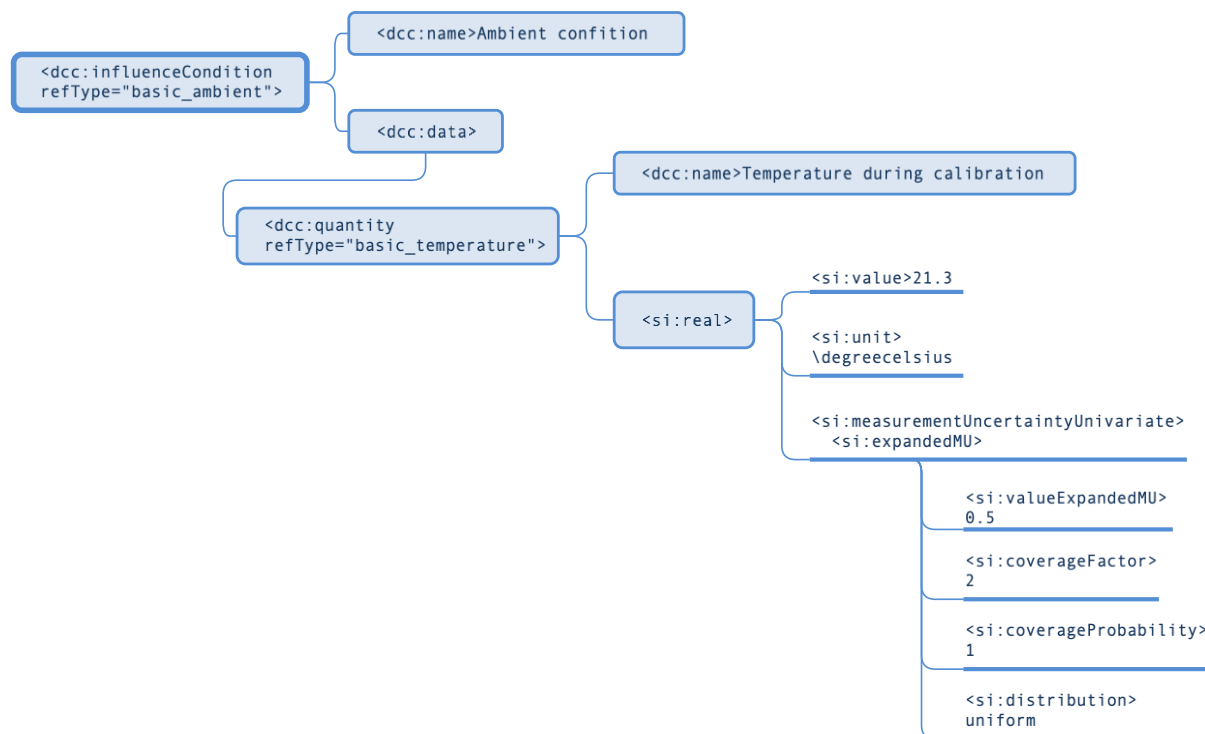 <dcc:name>Ambient confition
<dcc:influenceCondition
refType="basic_ambient">
<dcc:data>
<dcc:name>Temperature during calibration
<dcc:quantity
refType="basic_temperature">
<si:value>21.3
<si:real>
<si:unit>
\degreecelsius
<si:measurementUncertaintyUnivariate>
<si:expandedMU>
<si:valueExpandedMU>
0.5
<si:coverageFactor>
2
<si:coverageProbability>
1
<si:distribution>
uniform